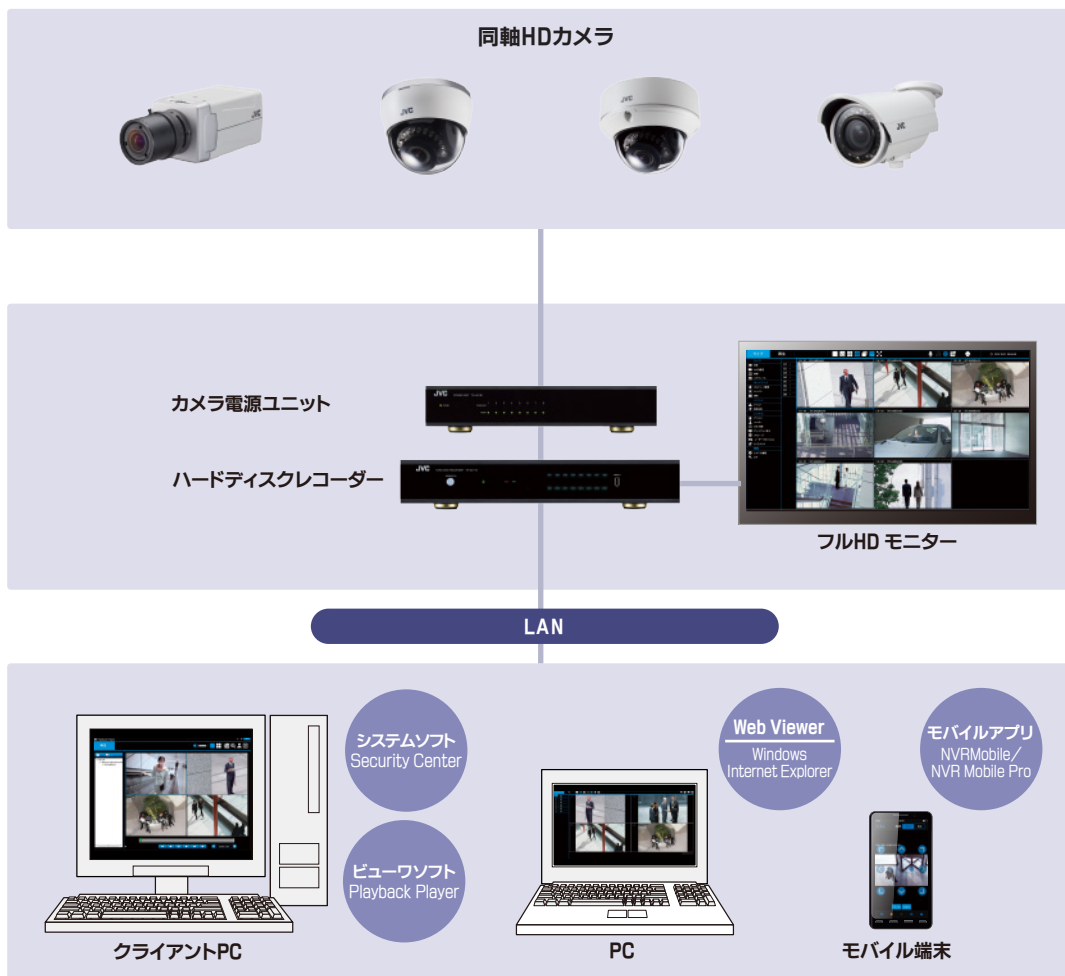 同軸HDカメラ
JVC
JVC
JVC
JVC
カメラ電源ユニット
JVC
ハードディスクレコーダー
JVC
フルHD モニター
LAN
システムソフト
Security Center
ビューワソフト
Playback Player
Web Viewer
Windows
Internet Explorer
モバイルアプリ
NVRMobile/
NVR Mobile Pro
クライアントPC
PC
モバイル端末